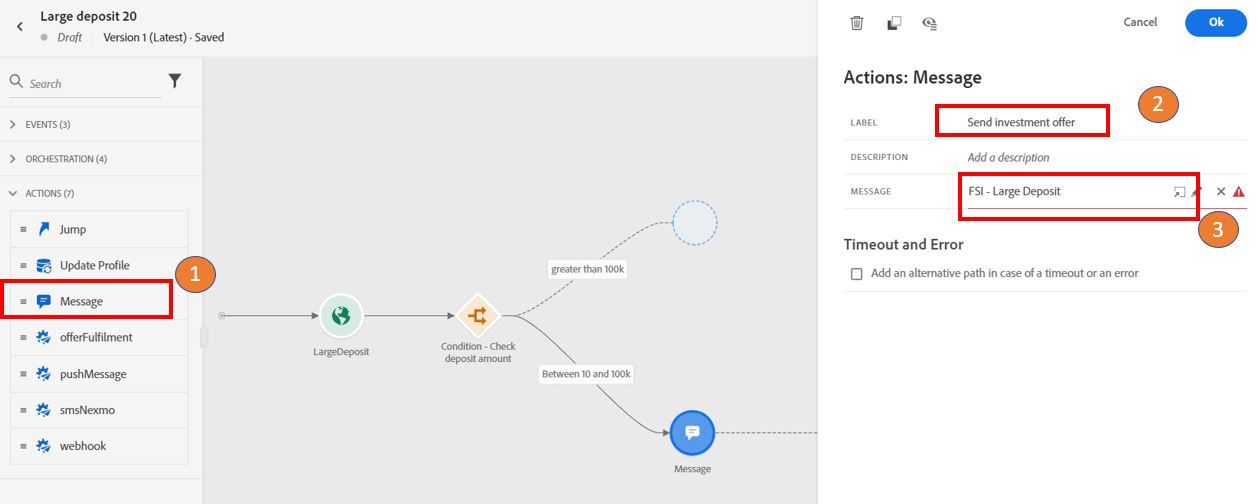 Large deposit 20
Draft
Version 1 (Latest) · Saved
Search
EVENTS (3)
ORCHESTRATION (4)
ACTIONS (7)
Jump
Update Profile
1
Message
offerFulfilment
pushMessage
smsNexmo
webhook
greater than 100k
LargeDeposit
Condition - Check
deposit amount
Between 10 and 100k
Message
Cancel
Ok
Actions: Message
2
LABEL Send investment offer
DESCRIPTION Add a description
MESSAGE FSI - Large Deposit
3
Timeout and Error
Add an alternative path in case of a timeout or an error